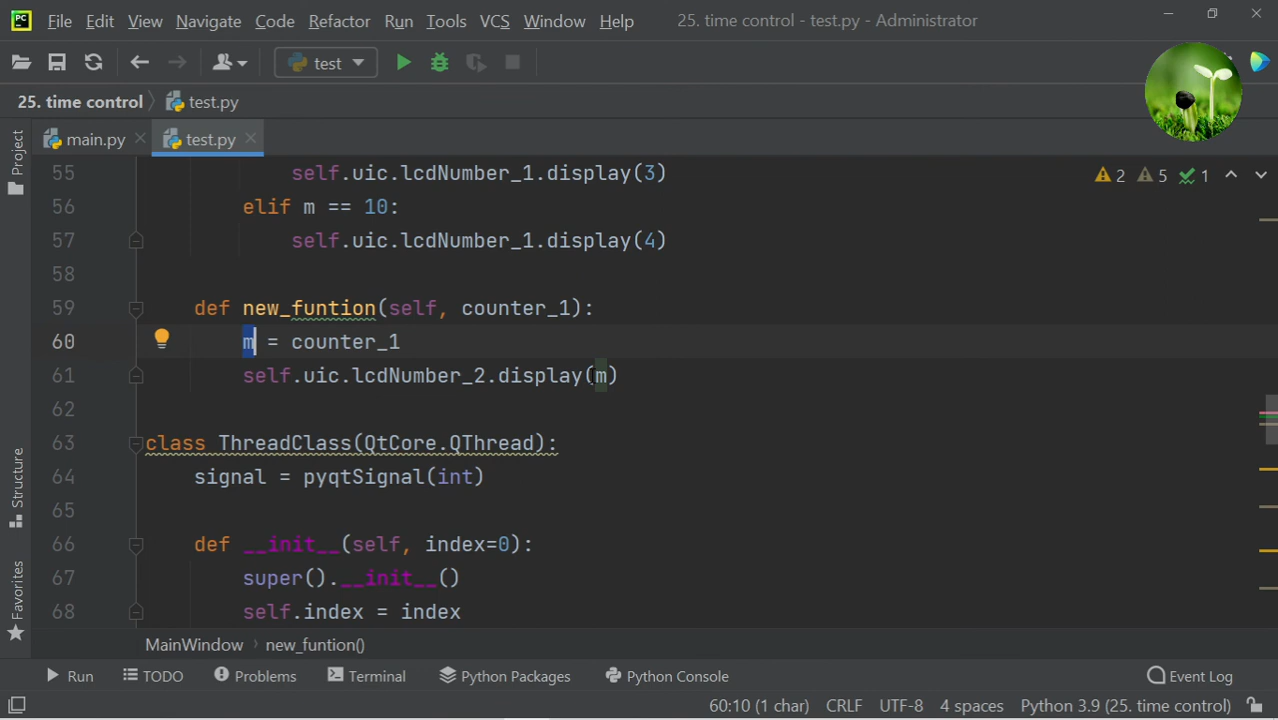 PC File Edit View Navigate Code Refactor Run Tools VCS Window Help 25. time control - test.py - Administrator
test
25. time control test.py
main.py test.py
Project
Structure
Favorites
2 5 1
55 self.uic.lcdNumber_1.display(3)
56 elif m == 10:
57 self.uic.lcdNumber_1.display(4)
58
59 def new_funtion(self, counter_1):
60 m = counter_1
61 self.uic.lcdNumber_2.display(m)
62
63 class ThreadClass(QtCore.QThread):
64 signal = pyqtSignal(int)
65
66 def __init__(self, index=0):
67 super().__init__()
68 self.index = index
MainWindow new_funtion()
Run TODO Problems Terminal Python Packages Python Console Event Log
60:10 (1 char) CRLF UTF-8 4 spaces Python 3.9 (25. time control)